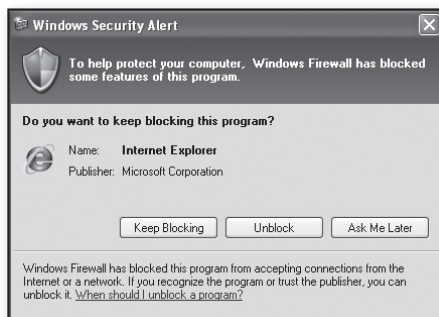 Windows Security Alert
To help protect your computer, Windows Firewall has blocked
some features of this program.
Do you want to keep blocking this program?
Name: Internet Explorer
Publisher: Microsoft Corporation
Keep Blocking Unblock Ask Me Later
Windows Firewall has blocked this program from accepting connections from the
Internet or a network. If you recognize the program or trust the publisher, you can
unblock it. When should I unblock a program?